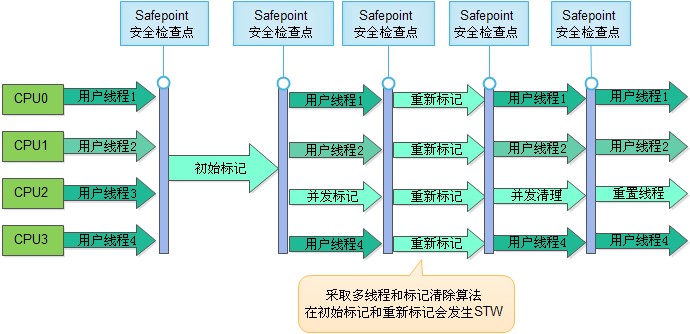 Safepoint
安全检查点
Safepoint
安全检查点
Safepoint
安全检查点
Safepoint
安全检查点
Safepoint
安全检查点
CPU0
用户线程1
用户线程1
重新标记
用户线程1
用户线程1
CPU1
用户线程2
初始标记
用户线程2
重新标记
用户线程2
用户线程2
CPU2
用户线程3
并发标记
重新标记
并发清理
重置线程
CPU3
用户线程4
用户线程4
重新标记
用户线程4
用户线程4
采取多线程和标记清除算法
在初始标记和重新标记会发生STW